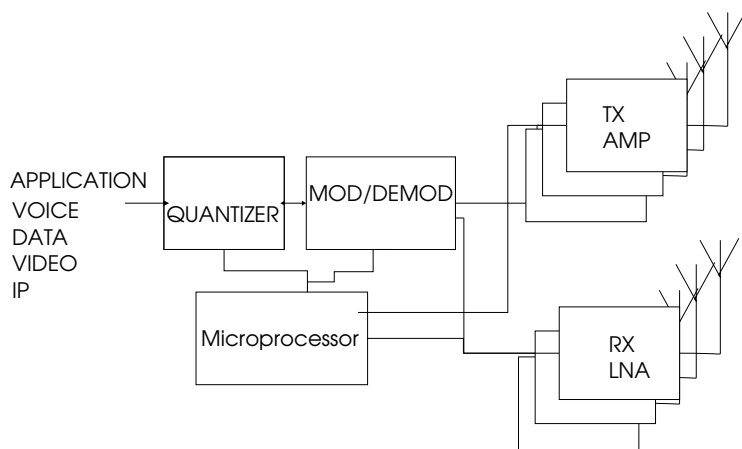 APPLICATION
VOICE
DATA
VIDEO
IP
QUANTIZER
MOD/DEMOD
Microprocessor
TX
AMP
RX
LNA